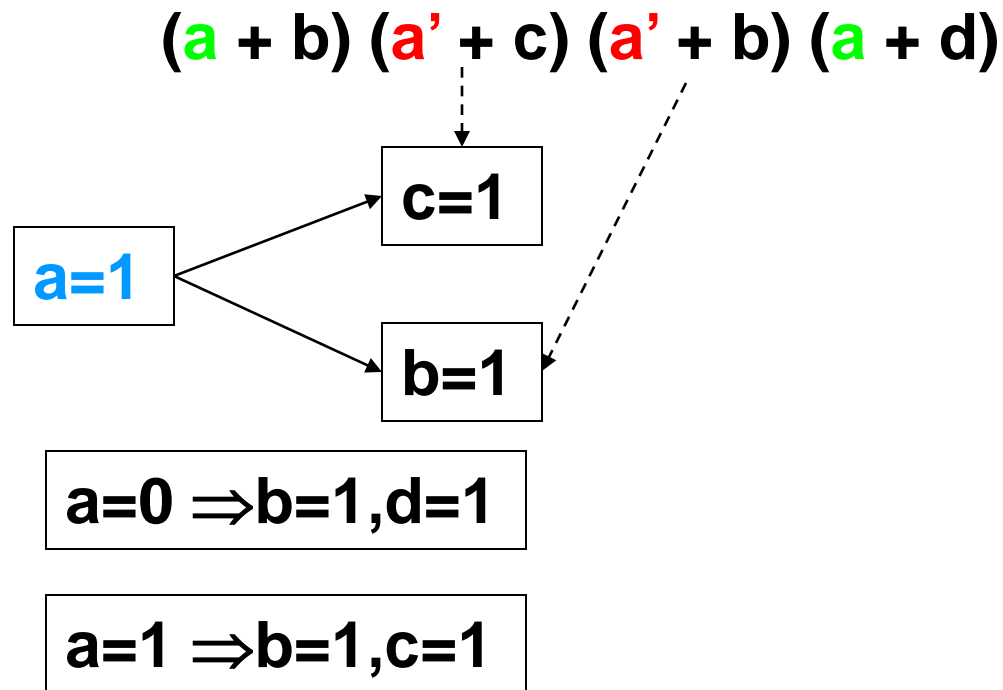 (a + b) (a’ + c) (a’ + b) (a + d)
c=1
a=1
b=1
a=0 ⇒b=1,d=1
a=1 ⇒b=1,c=1